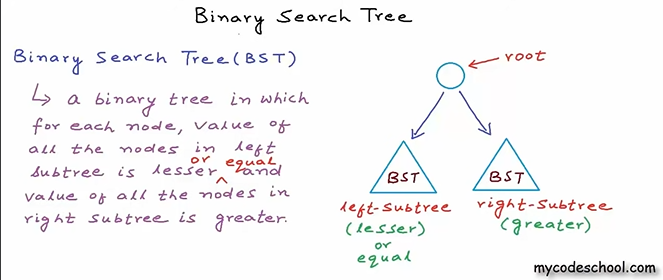 Binary Search Tree
Binary Search Tree (BST)
↳ a binary tree in which
for each node, value of
all the nodes in left
subtree is lesser or equal and
value of all the nodes in
right subtree is greater.
root
BST
BST
left-subtree
(lesser)
or
equal
right-subtree
(greater)
mycodeschool.com